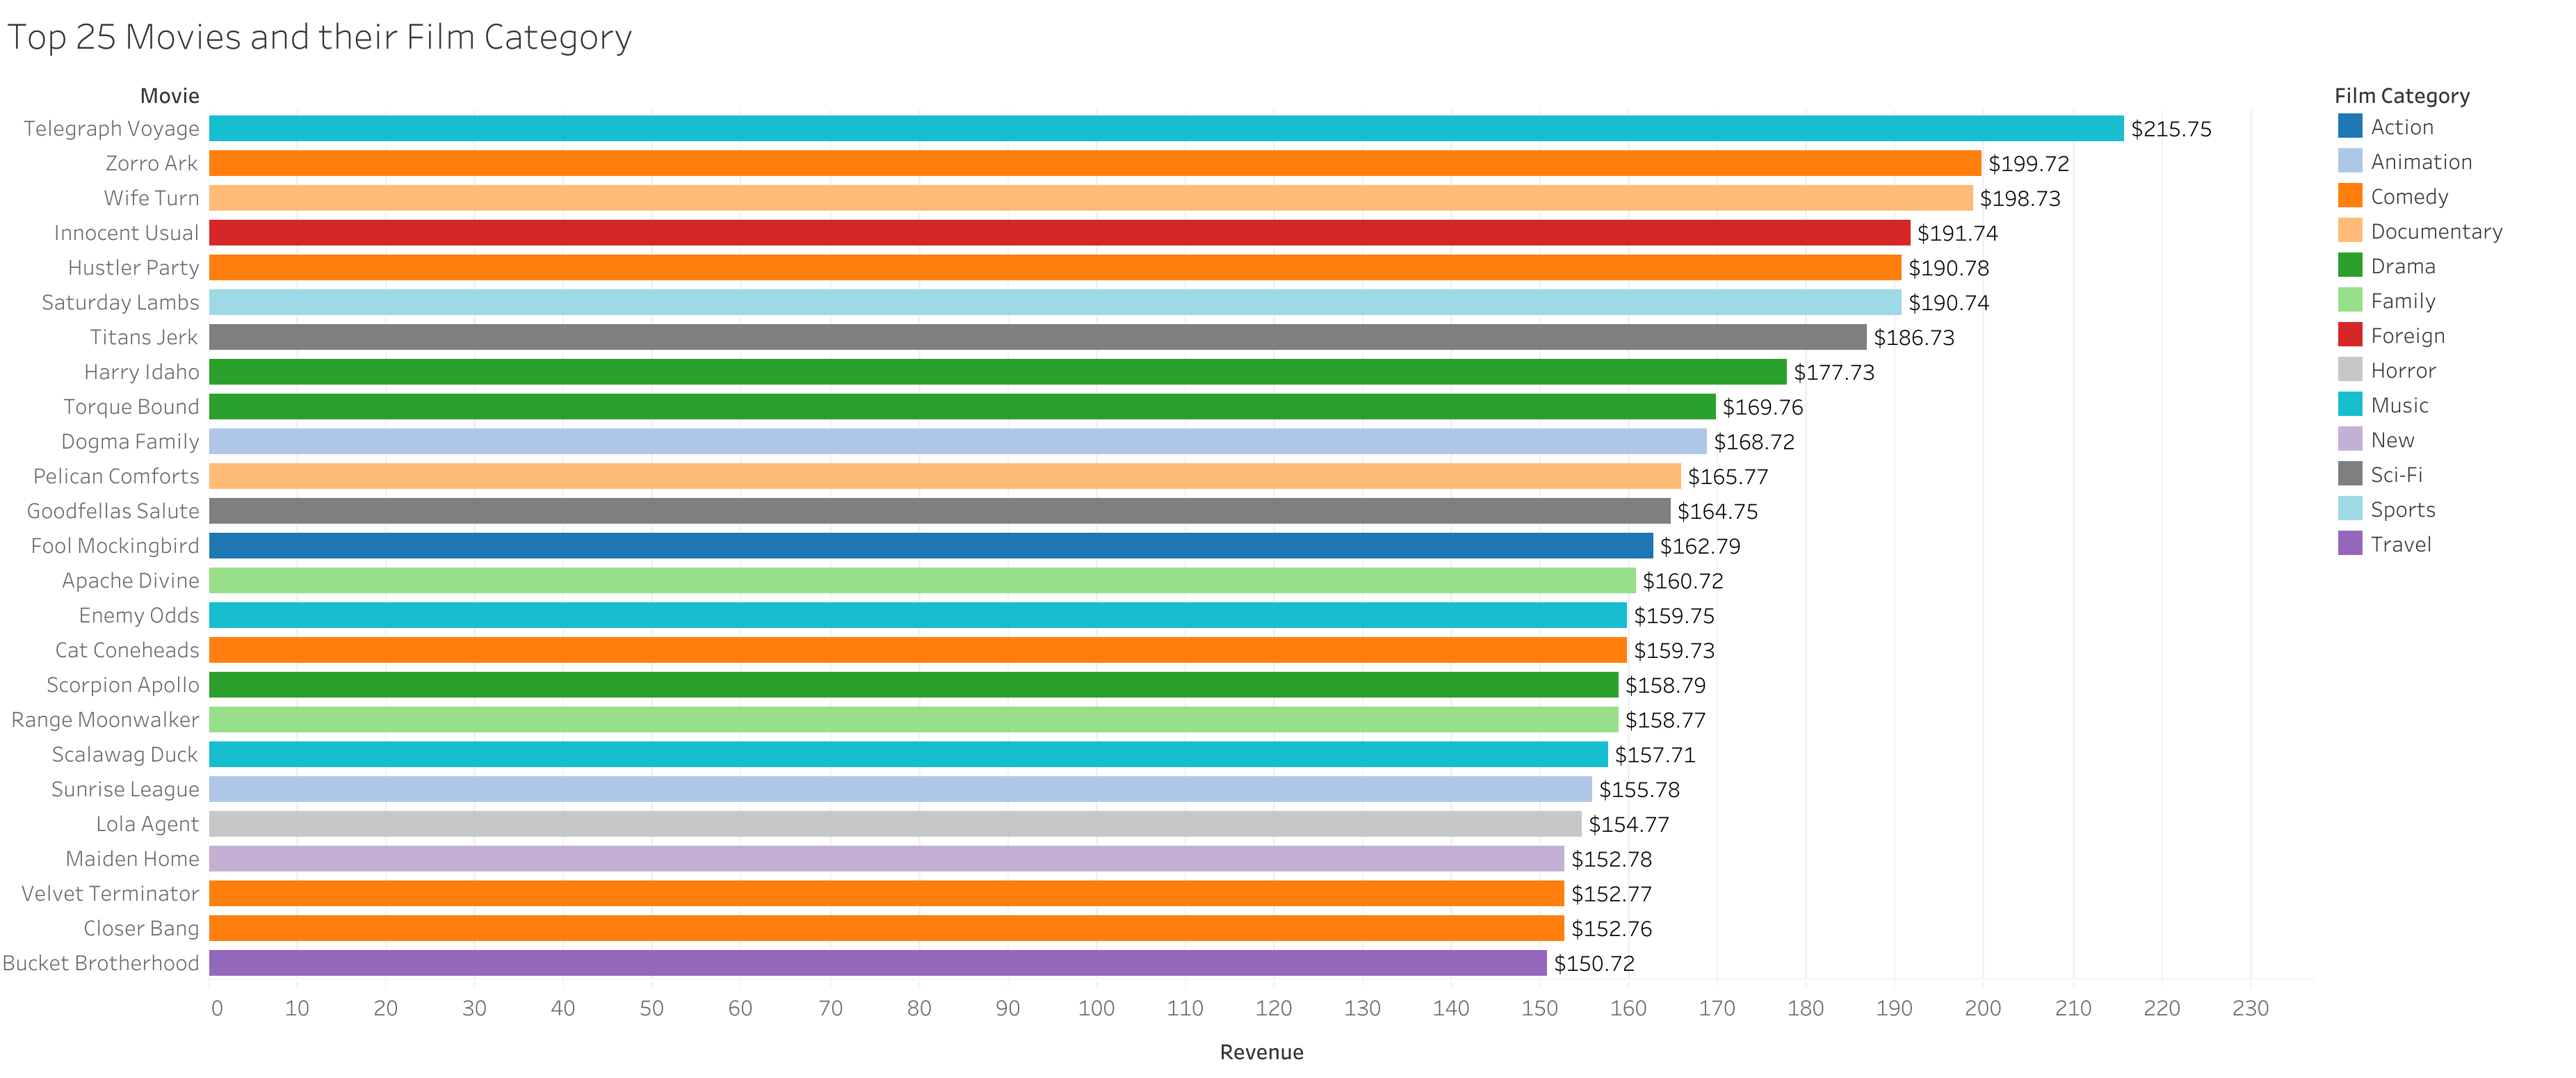 Top 25 Movies and their Film Category
Movie
Telegraph Voyage $215.75
Zorro Ark $199.72
Wife Turn $198.73
Innocent Usual $191.74
Hustler Party $190.78
Saturday Lambs $190.74
Titans Jerk $186.73
Harry Idaho $177.73
Torque Bound $169.76
Dogma Family $168.72
Pelican Comforts $165.77
Goodfellas Salute $164.75
Fool Mockingbird $162.79
Apache Divine $160.72
Enemy Odds $159.75
Cat Coneheads $159.73
Scorpion Apollo $158.79
Range Moonwalker $158.77
Scalawag Duck $157.71
Sunrise League $155.78
Lola Agent $154.77
Maiden Home $152.78
Velvet Terminator $152.77
Closer Bang $152.76
Bucket Brotherhood $150.72
0 10 20 30 40 50 60 70 80 90 100 110 120 130 140 150 160 170 180 190 200 210 220 230
Revenue
Film Category
Action
Animation
Comedy
Documentary
Drama
Family
Foreign
Horror
Music
New
Sci-Fi
Sports
Travel